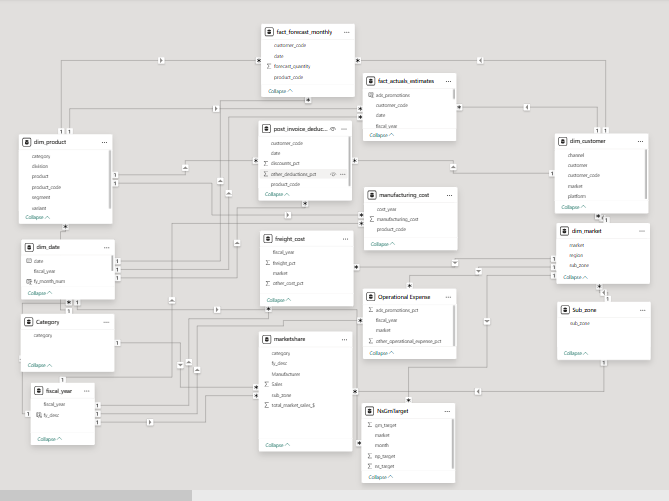 fact_forecast_monthly
customer_code
date
forecast_quantity
product_code
Collapse
fact_actuals_estimates
ads_promotions
customer_code
date
fiscal_year
Collapse
post_invoice_deduc...
customer_code
date
discounts_pct
other_deductions_pct
product_code
Collapse
dim_product
category
division
product
product_code
segment
variant
Collapse
dim_customer
channel
customer
customer_code
market
platform
Collapse
manufacturing_cost
cost_year
manufacturing_cost
product_code
Collapse
dim_market
market
region
sub_zone
Collapse
dim_date
date
fiscal_year
fy_month_num
Collapse
freight_cost
fiscal_year
freight_pct
market
other_cost_pct
Collapse
Operational Expense
ads_promotions_pct
fiscal_year
market
other_operational_expense_pct
Collapse
Sub_zone
sub_zone
Collapse
Category
category
Collapse
marketshare
category
fy_desc
Manufacturer
Sales
sub_zone
total_market_sales_$
Collapse
fiscal_year
fiscal_year
fy_desc
Collapse
NsGmTarget
gm_target
market
month
np_target
ns_target
Collapse